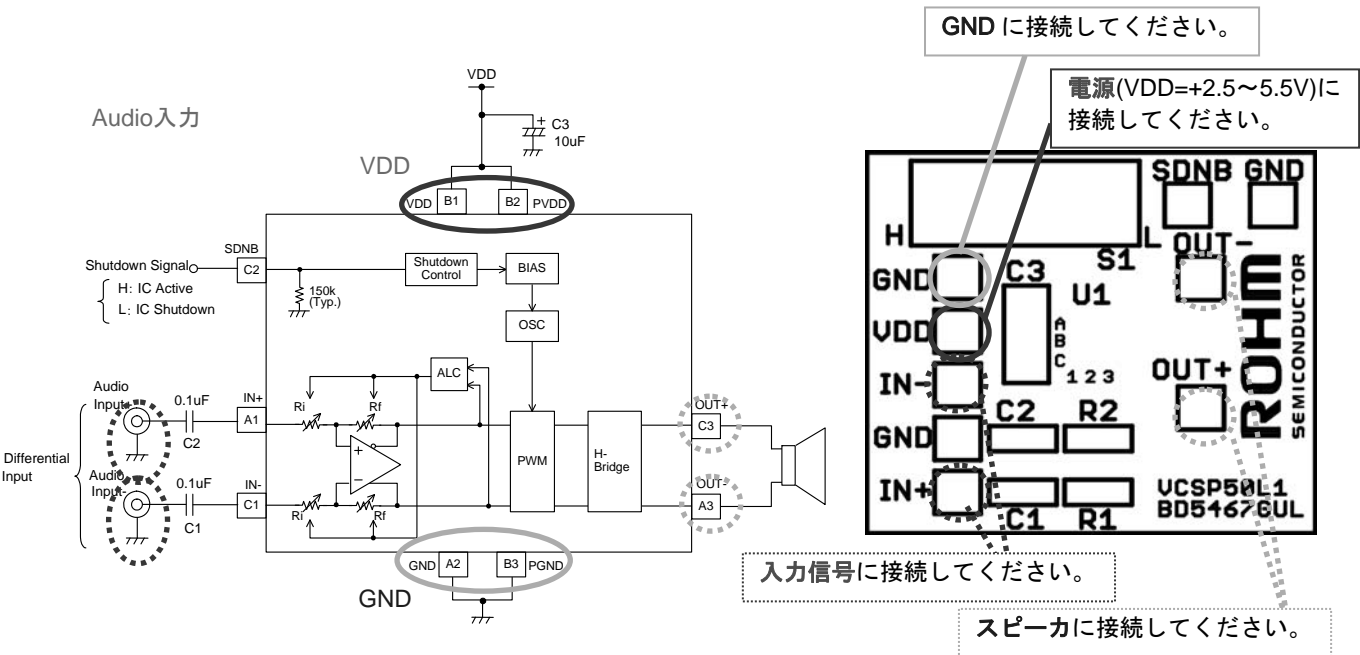 GND に接続してください。
電源(VDD=+2.5～5.5V)に
接続してください。
Audio入力
VDD
+ C3
10uF
VDD
VDD B1 B2 PVDD
SDNB
Shutdown Signal C2
H: IC Active
L: IC Shutdown
150k
(Typ.)
Shutdown
Control
BIAS
OSC
ALC
Audio
Input+
0.1uF
C2
IN+
A1
Ri
Rf
+
−
PWM
H-
Bridge
OUT+
C3
Differential
Input
Audio
Input-
0.1uF
C1
IN-
C1
Ri
Rf
OUT-
A3
GND A2 B3 PGND
GND
SDNB GND
H L
S1
OUT-
GND
C3
U1
VDD
A
B
C
1 2 3
IN-
OUT+
C2 R2
GND
IN+
C1 R1
VCSP50L1
BD5467GUL
ROHM
SEMICONDUCTOR
入力信号に接続してください。
スピーカに接続してください。